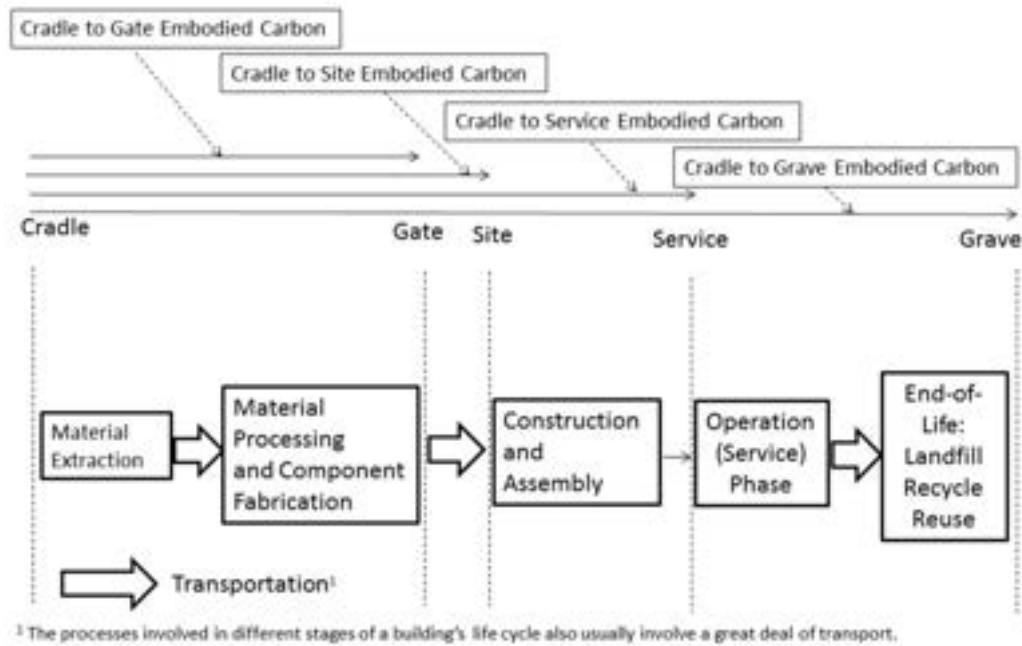 Cradle to Gate Embodied Carbon
Cradle to Site Embodied Carbon
Cradle to Service Embodied Carbon
Cradle to Grave Embodied Carbon
Cradle
Gate
Site
Service
Grave
Material
Extraction
Material
Processing
and Component
Fabrication
Construction
and
Assembly
Operation
(Service)
Phase
End-of-
Life:
Landfill
Recycle
Reuse
Transportation¹
¹ The processes involved in different stages of a building's life cycle also usually involve a great deal of transport.